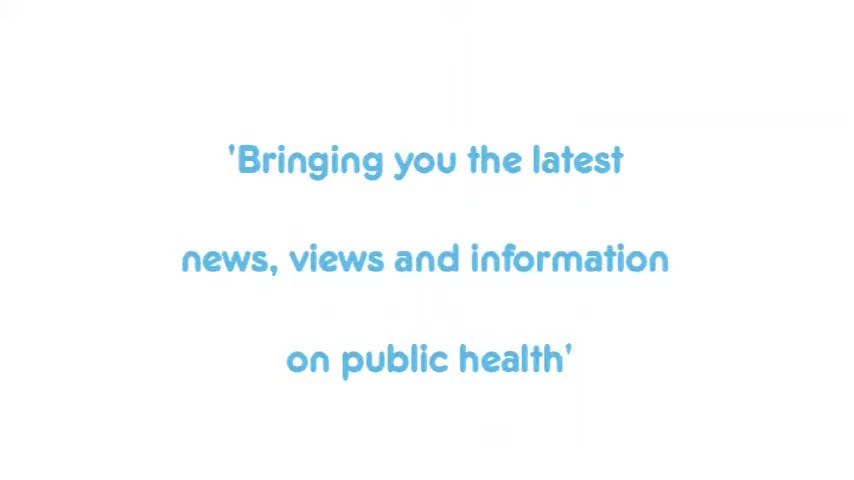 'Bringing you the latest
news, views and information
on public health'